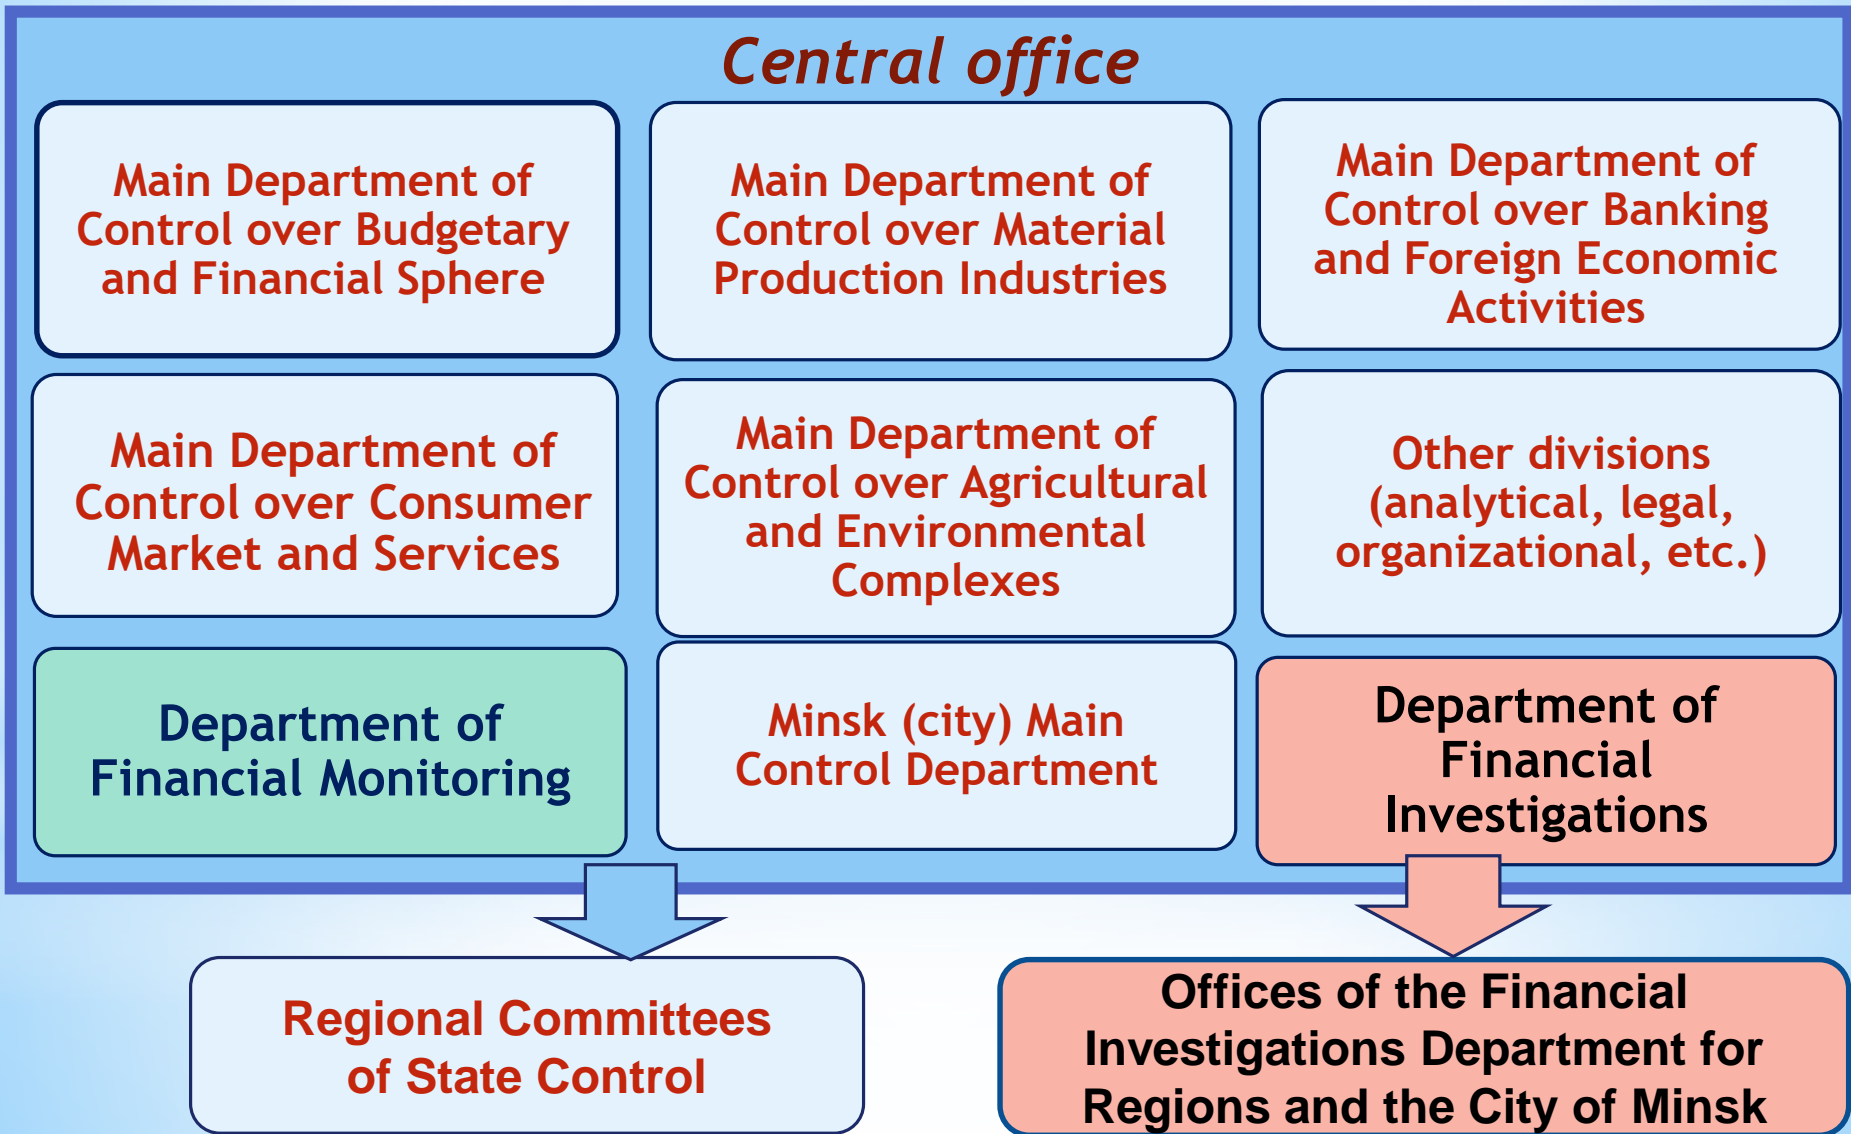 Central office
Main Department of
Control over Budgetary
and Financial Sphere
Main Department of
Control over Material
Production Industries
Main Department of
Control over Banking
and Foreign Economic
Activities
Main Department of
Control over Consumer
Market and Services
Main Department of
Control over Agricultural
and Environmental
Complexes
Other divisions
(analytical, legal,
organizational, etc.)
Department of
Financial Monitoring
Minsk (city) Main
Control Department
Department of
Financial
Investigations
Regional Committees
of State Control
Offices of the Financial
Investigations Department for
Regions and the City of Minsk